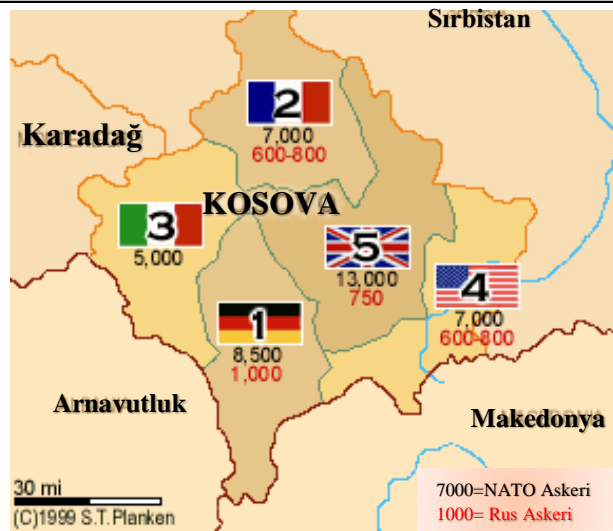 Sırbistan
2
7,000
600-800
Karadağ
KOSOVA
3
5,000
5
13,000
750
4
7,000
600-800
1
8,500
1,000
Arnavutluk
Makedonya
30 mi
(C)1999 S.T.Planken
7000=NATO Askeri
1000= Rus Askeri